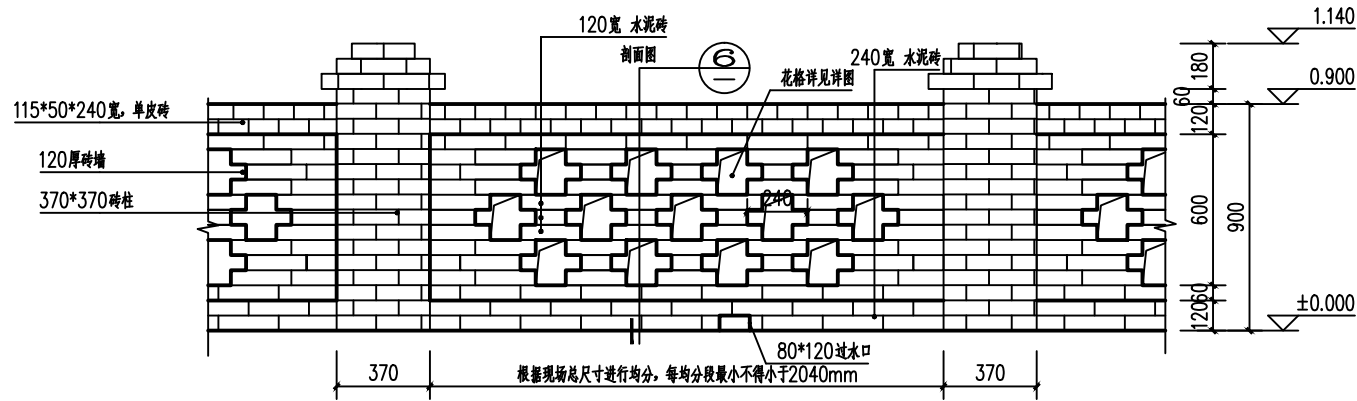 120宽 水泥砖
剖面图
6
240宽 水泥砖
花格详见详图
1.140
180
0.900
60
120
115*50*240宽，单皮砖
120厚砖墙
370*370砖柱
240
600
900
60
120
±0.000
80*120过水口
370
根据现场总尺寸进行均分，每均分段最小不得小于2040mm
370